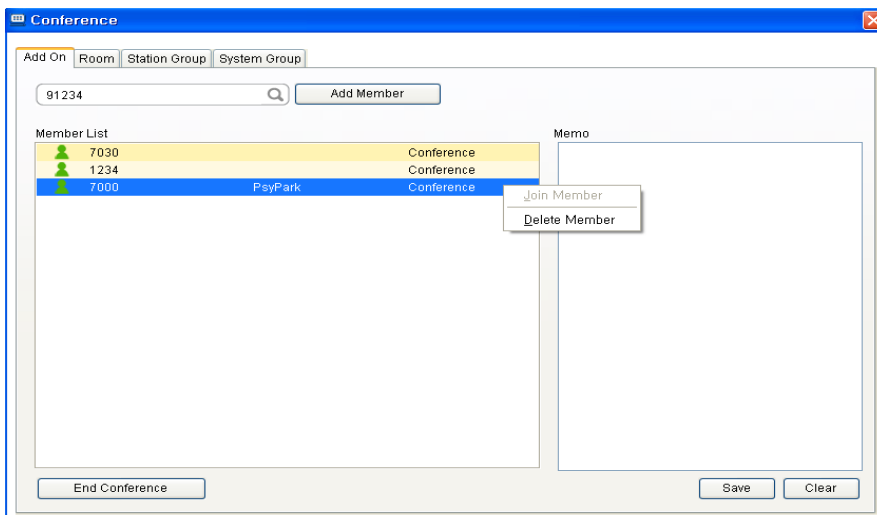 Conference
Add On Room Station Group System Group
91234 Add Member
Member List Memo
7030 Conference
1234 Conference
7000 PsyPark Conference
Join Member
Delete Member
End Conference Save Clear